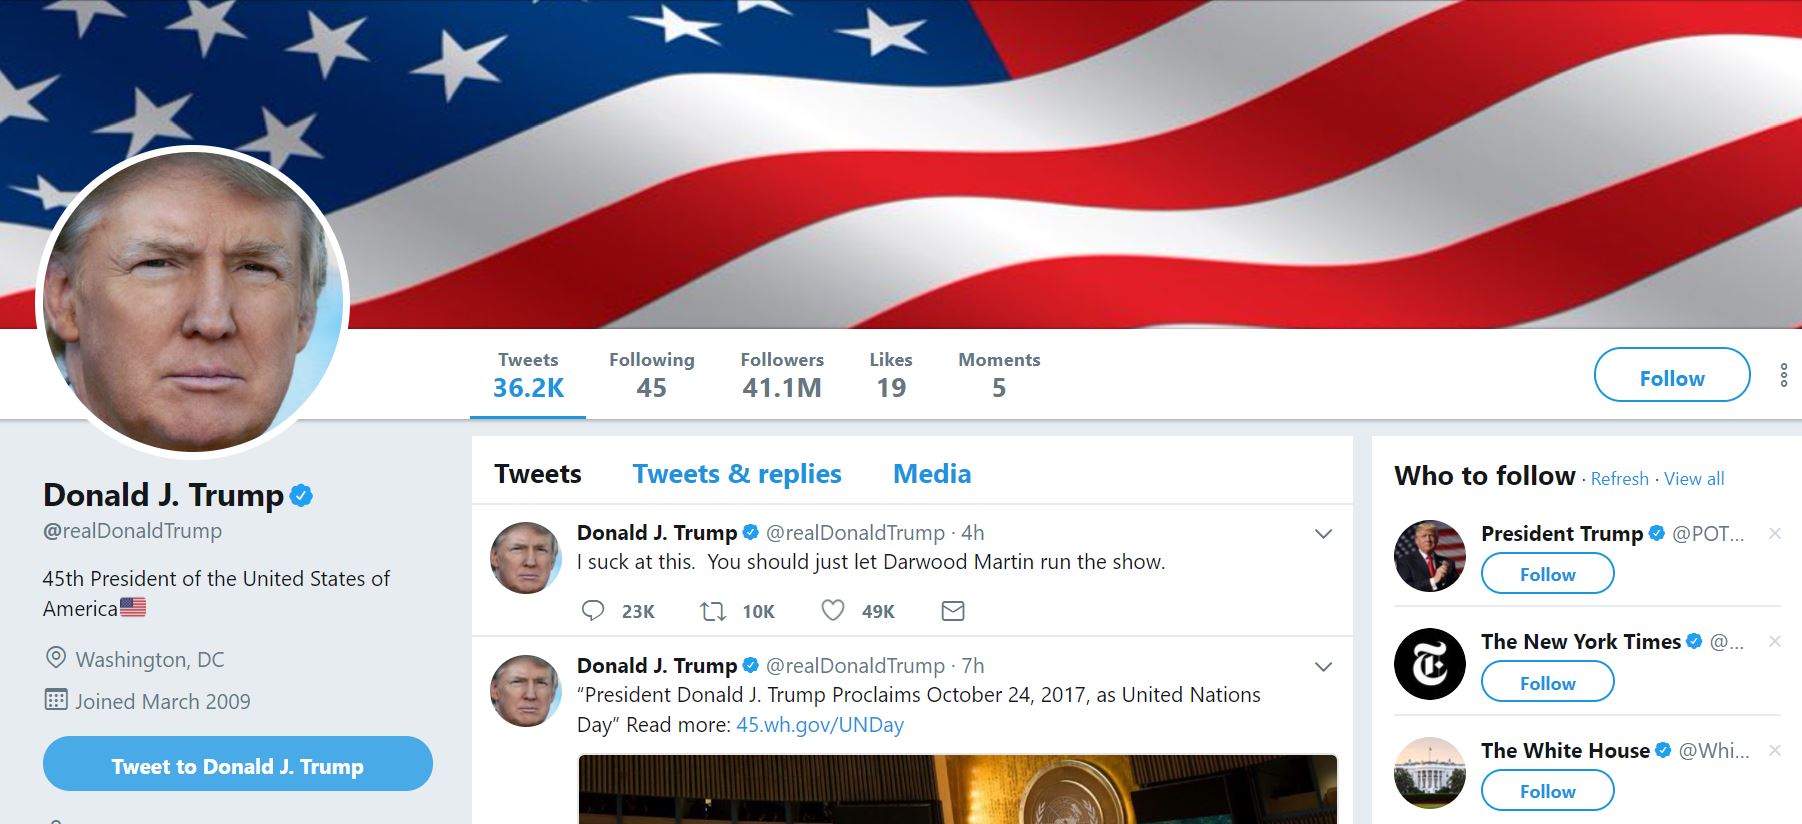 Tweets
36.2K
Following
45
Followers
41.1M
Likes
19
Moments
5
Follow
Donald J. Trump
@realDonaldTrump
45th President of the United States of
America
Washington, DC
Joined March 2009
Tweet to Donald J. Trump
Tweets Tweets & replies Media
Donald J. Trump @realDonaldTrump · 4h
I suck at this.  You should just let Darwood Martin run the show.
23K 10K 49K
Donald J. Trump @realDonaldTrump · 7h
“President Donald J. Trump Proclaims October 24, 2017, as United Nations
Day” Read more: 45.wh.gov/UNDay
Who to follow · Refresh · View all
President Trump @POT...
Follow
The New York Times @...
Follow
The White House @Whi...
Follow